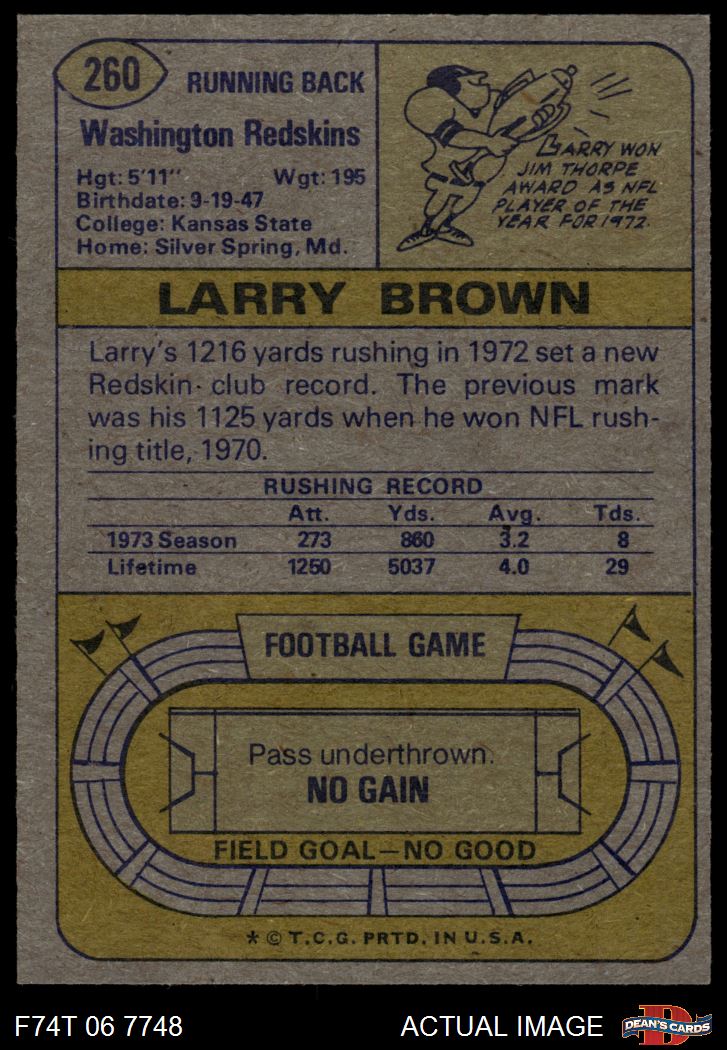 260
RUNNING BACK
Washington Redskins
Hgt: 5'11" Wgt: 195
Birthdate: 9-19-47
College: Kansas State
Home: Silver Spring, Md.
LARRY WON
JIM THORPE
AWARD AS NFL
PLAYER OF THE
YEAR FOR 1972.
LARRY BROWN
Larry's 1216 yards rushing in 1972 set a new
Redskin club record. The previous mark
was his 1125 yards when he won NFL rush-
ing title, 1970.
RUSHING RECORD
Att. Yds. Avg. Tds.
1973 Season 273 860 3.2 8
Lifetime 1250 5037 4.0 29
FOOTBALL GAME
Pass underthrown.
NO GAIN
FIELD GOAL—NO GOOD
* © T.C.G. PRTD. IN U.S.A.
F74T 06 7748 ACTUAL IMAGE
D
DEAN'S CARDS